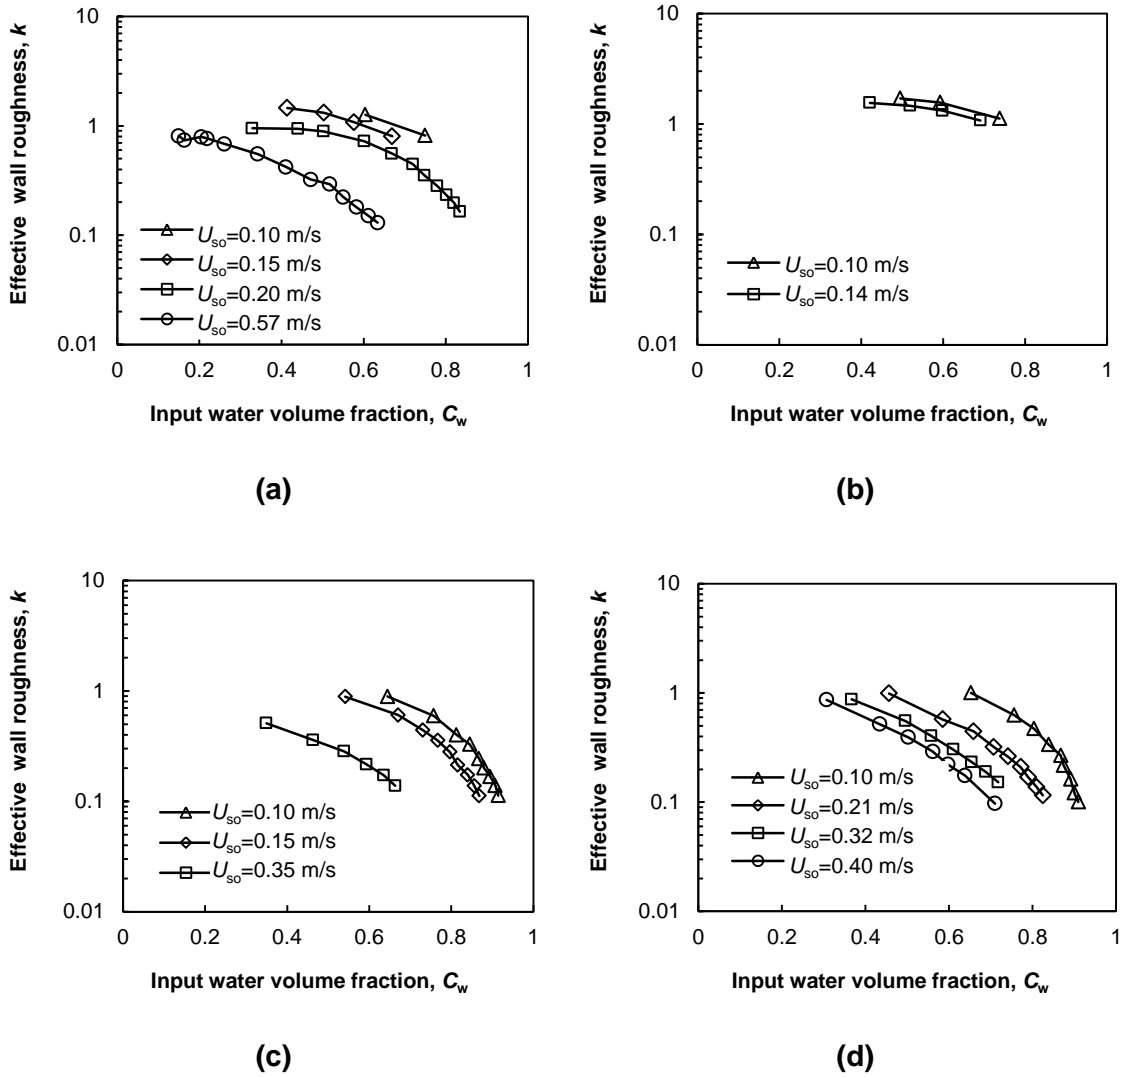 Effective wall roughness, k
10
1
0.1
0.01
Uso=0.10 m/s
Uso=0.15 m/s
Uso=0.20 m/s
Uso=0.57 m/s
0 0.2 0.4 0.6 0.8 1
Input water volume fraction, Cw
(a)
Effective wall roughness, k
10
1
0.1
0.01
Uso=0.10 m/s
Uso=0.14 m/s
0 0.2 0.4 0.6 0.8 1
Input water volume fraction, Cw
(b)
Effective wall roughness, k
10
1
0.1
0.01
Uso=0.10 m/s
Uso=0.15 m/s
Uso=0.35 m/s
0 0.2 0.4 0.6 0.8 1
Input water volume fraction, Cw
(c)
Effective wall roughness, k
10
1
0.1
0.01
Uso=0.10 m/s
Uso=0.21 m/s
Uso=0.32 m/s
Uso=0.40 m/s
0 0.2 0.4 0.6 0.8 1
Input water volume fraction, Cw
(d)